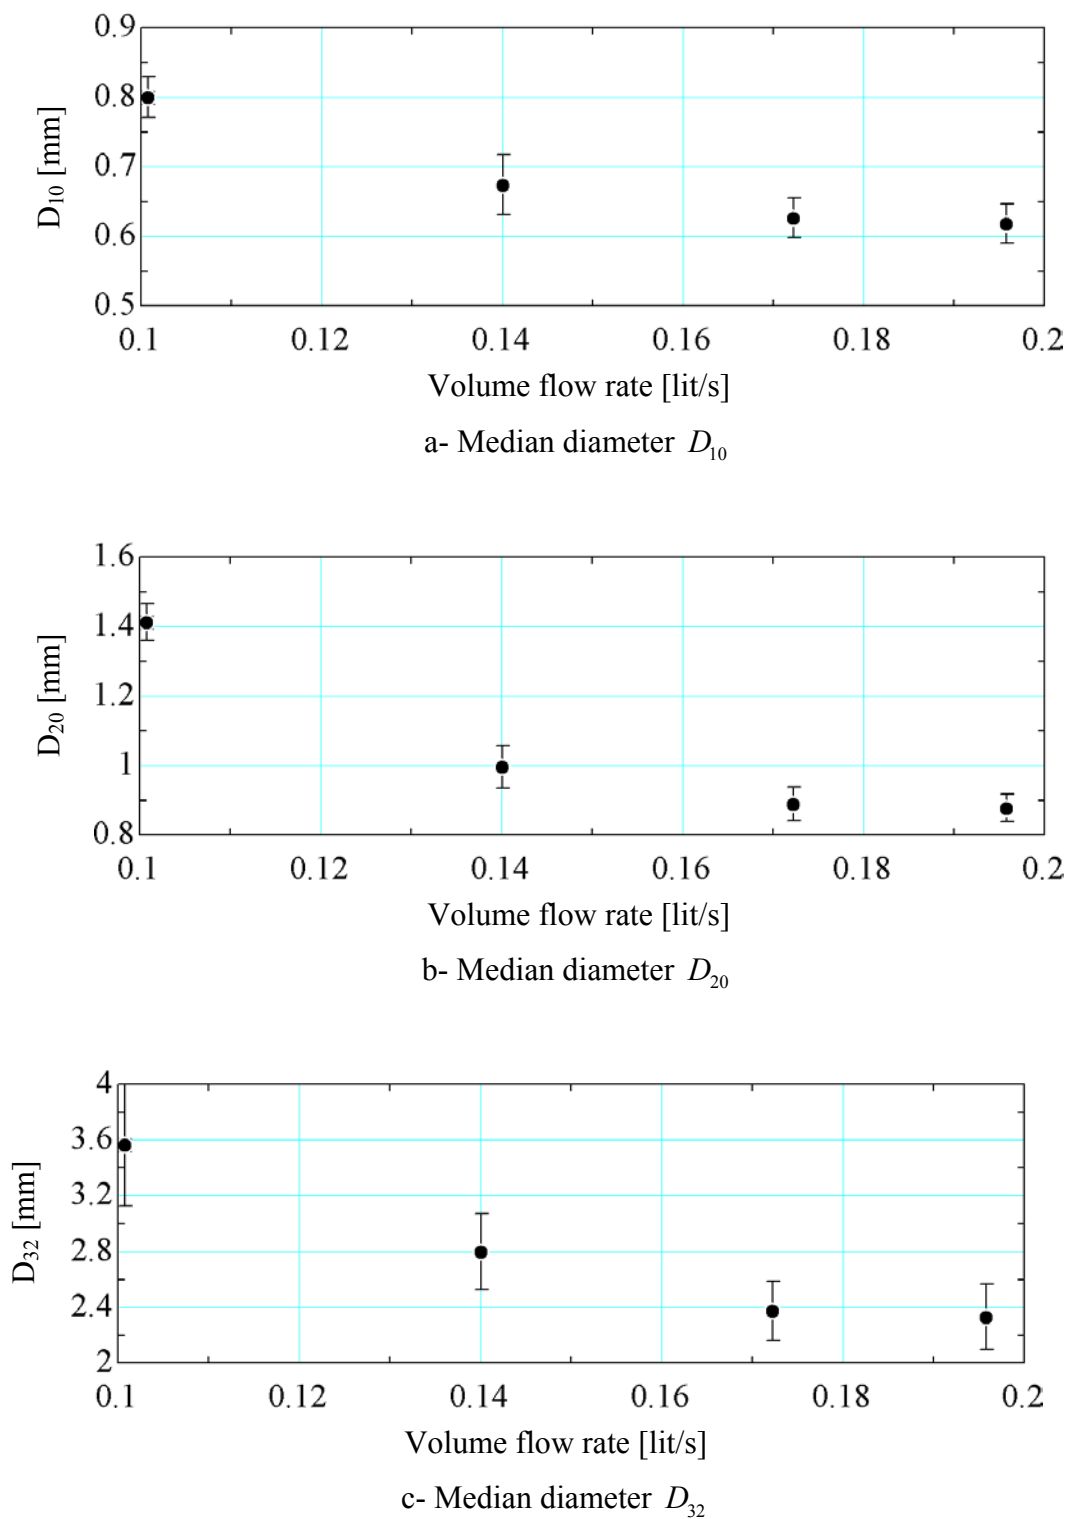 0.9
0.8
0.7
0.6
0.5
D10 [mm]
0.1 0.12 0.14 0.16 0.18 0.2
Volume flow rate [lit/s]
a- Median diameter D10
1.6
1.4
1.2
1
0.8
D20 [mm]
0.1 0.12 0.14 0.16 0.18 0.2
Volume flow rate [lit/s]
b- Median diameter D20
4
3.6
3.2
2.8
2.4
2
D32 [mm]
0.1 0.12 0.14 0.16 0.18 0.2
Volume flow rate [lit/s]
c- Median diameter D32